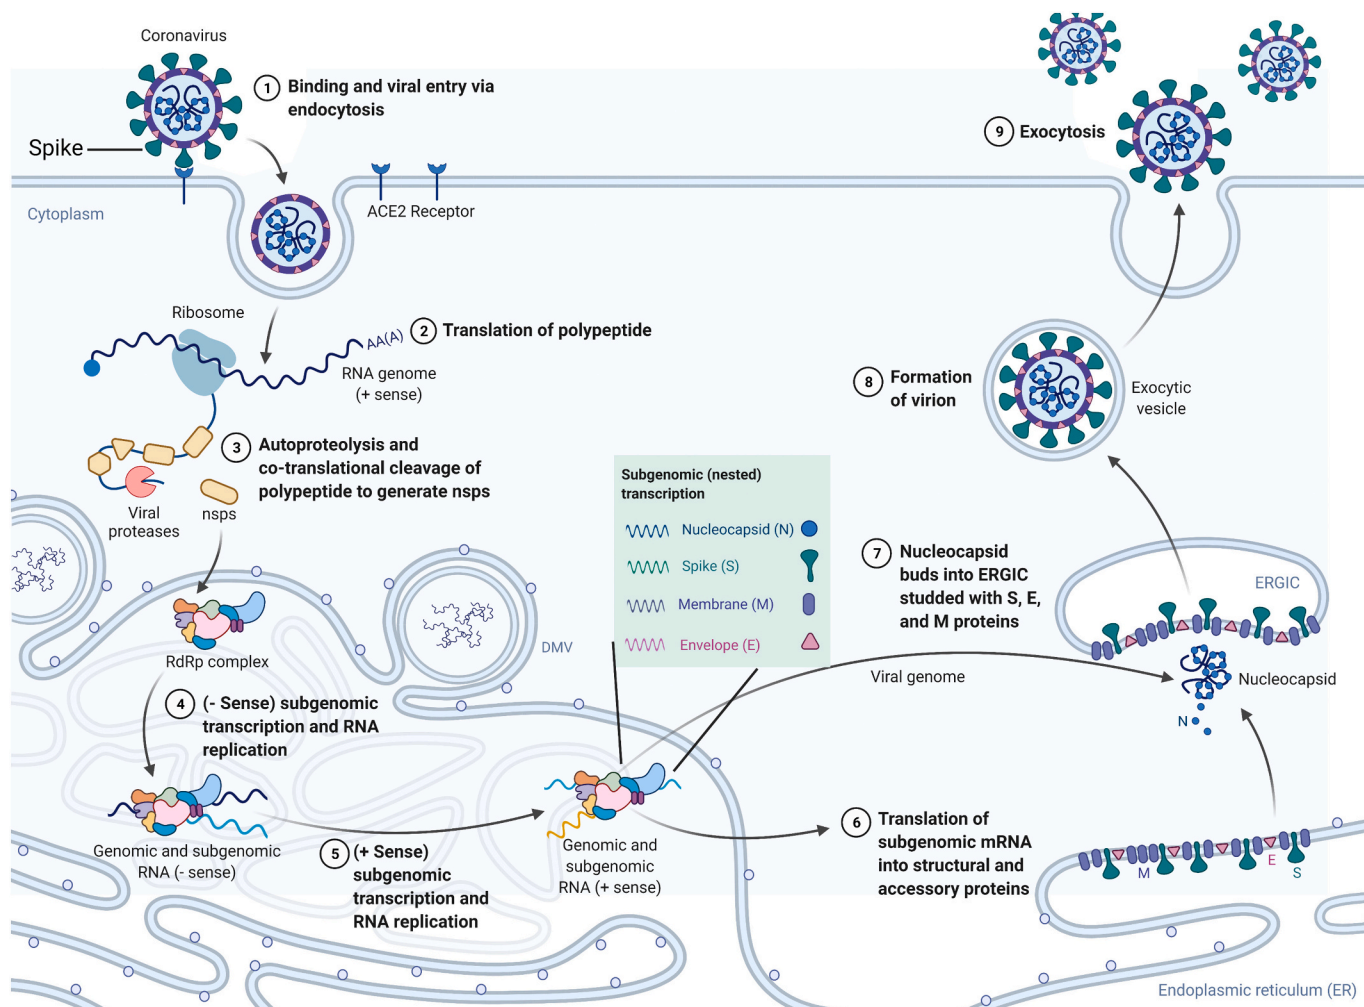 Coronavirus
1 Binding and viral entry via
endocytosis
Spike
Cytoplasm
ACE2 Receptor
Ribosome
AA(A)
2 Translation of polypeptide
RNA genome
(+ sense)
3 Autoproteolysis and
co-translational cleavage of
polypeptide to generate nsps
Viral
proteases
nsps
RdRp complex
DMV
4 (- Sense) subgenomic
transcription and RNA
replication
Genomic and subgenomic
RNA (- sense)
5 (+ Sense)
subgenomic
transcription and
RNA replication
Genomic and
subgenomic
RNA (+ sense)
Subgenomic (nested)
transcription
Nucleocapsid (N)
Spike (S)
Membrane (M)
Envelope (E)
Viral genome
6 Translation of
subgenomic mRNA
into structural and
accessory proteins
M
E
S
Endoplasmic reticulum (ER)
7 Nucleocapsid
buds into ERGIC
studded with S, E,
and M proteins
ERGIC
Nucleocapsid
N
8 Formation
of virion
Exocytic
vesicle
9 Exocytosis